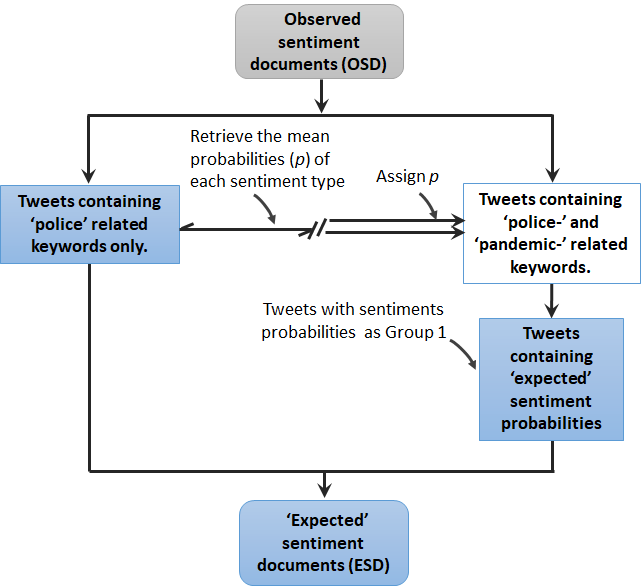 Observed
sentiment
documents (OSD)
Retrieve the mean
probabilities (p) of
each sentiment type
Assign p
Tweets containing
‘police’ related
keywords only.
Tweets containing
‘police-’ and
‘pandemic-’ related
keywords.
Tweets with sentiments
probabilities as Group 1
Tweets
containing
‘expected’
sentiment
probabilities
‘Expected’
sentiment
documents (ESD)